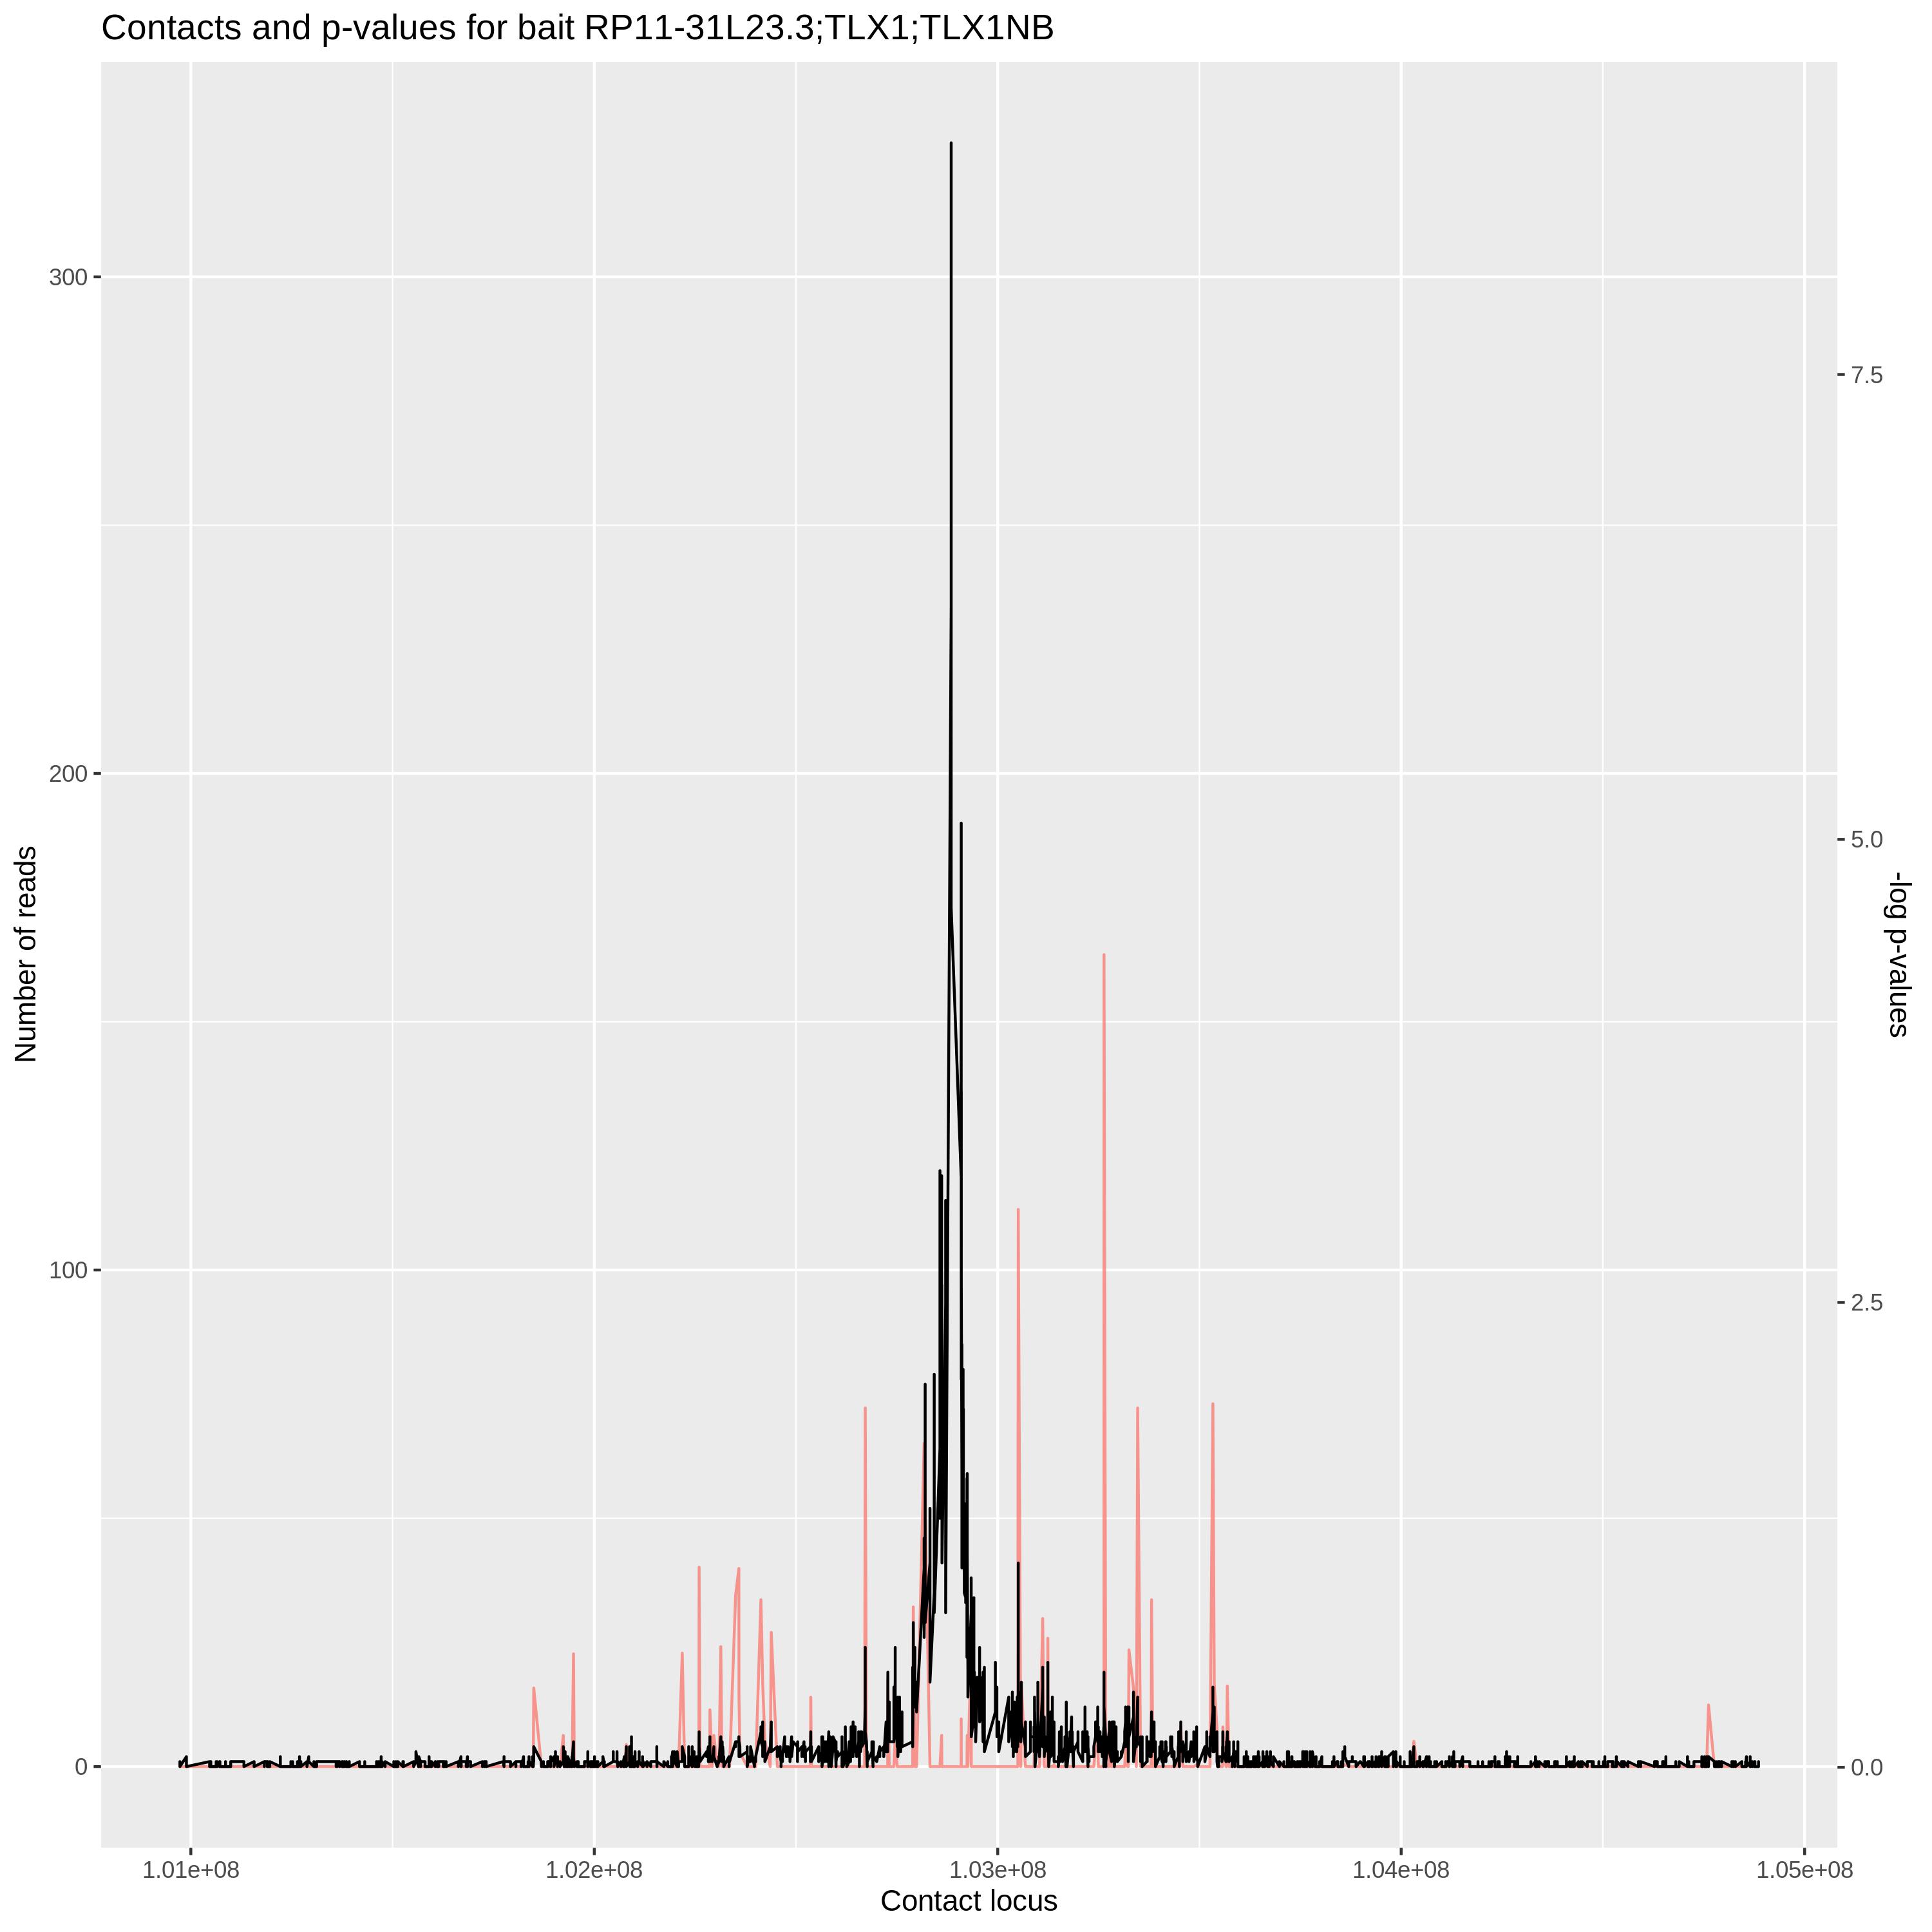 Contacts and p-values for bait RP11-31L23.3;TLX1;TLX1NB
300
200
100
0
Number of reads
7.5
5.0
2.5
0.0
-log p-values
1.01e+08
1.02e+08
1.03e+08
1.04e+08
1.05e+08
Contact locus